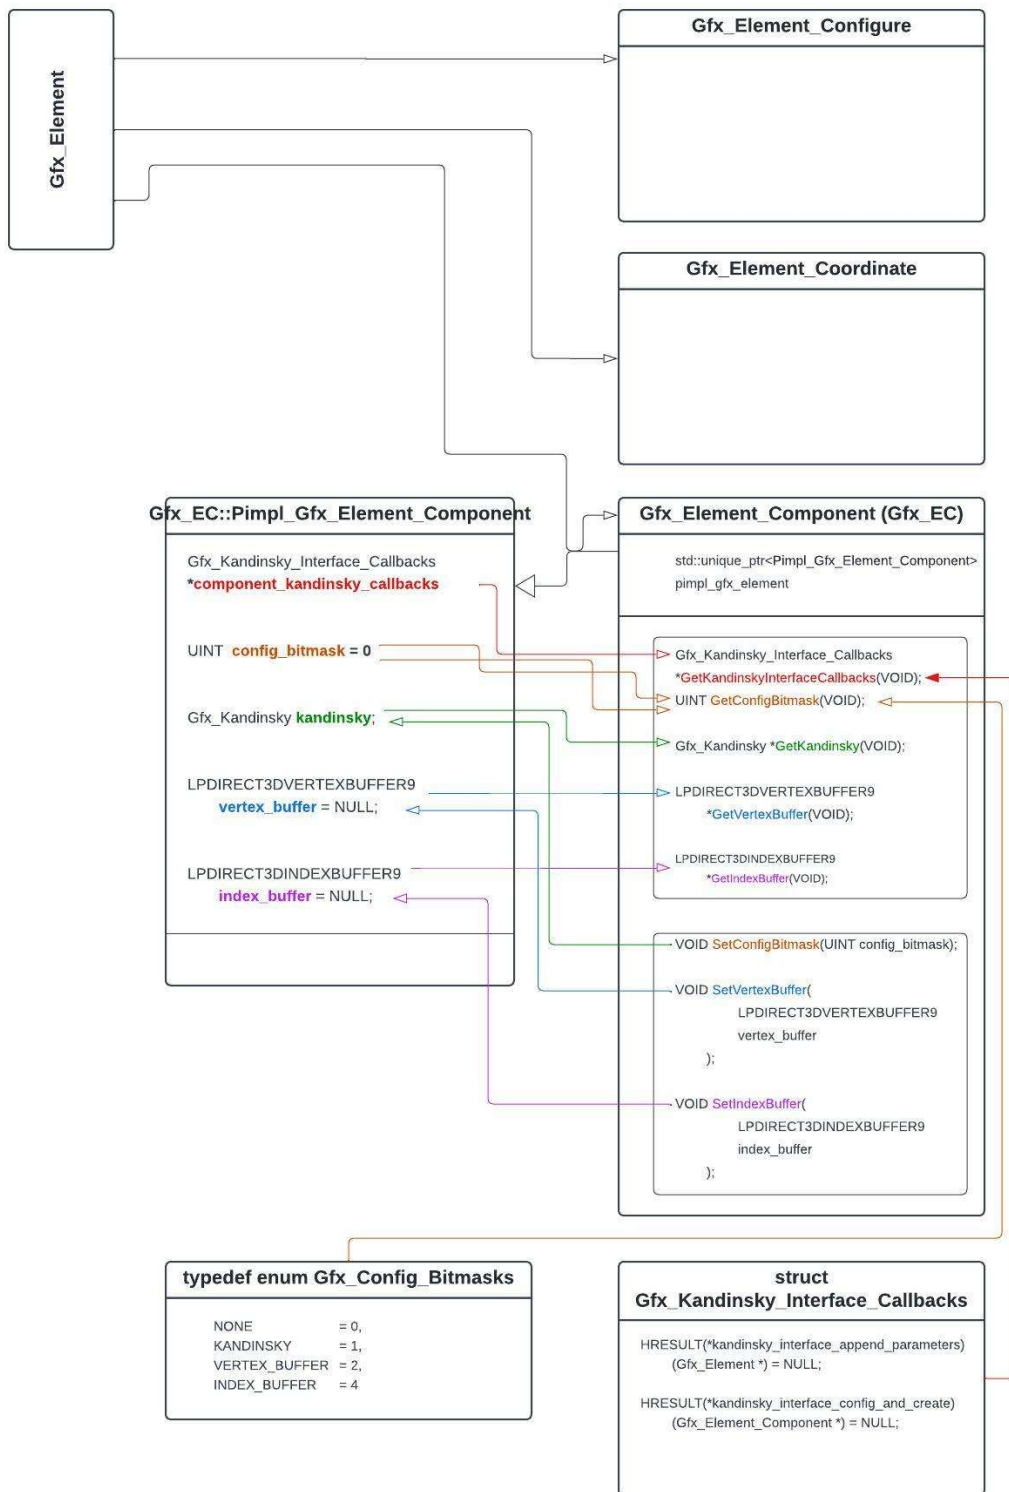 Gfx_Element
Gfx_Element_Configure
Gfx_Element_Coordinate
Gfx_EC::Pimpl_Gfx_Element_Component
Gfx_Kandinsky_Interface_Callbacks
*component_kandinsky_callbacks
UINT config_bitmask = 0
Gfx_Kandinsky kandinsky;
LPDIRECT3DVERTEXBUFFER9
vertex_buffer = NULL;
LPDIRECT3DINDEXBUFFER9
index_buffer = NULL;
Gfx_Element_Component (Gfx_EC)
std::unique_ptr<Pimpl_Gfx_Element_Component>
pimpl_gfx_element
Gfx_Kandinsky_Interface_Callbacks
*GetKandinskyInterfaceCallbacks(VOID);
UINT GetConfigBitmask(VOID);
Gfx_Kandinsky *GetKandinsky(VOID);
LPDIRECT3DVERTEXBUFFER9
*GetVertexBuffer(VOID);
LPDIRECT3DINDEXBUFFER9
*GetIndexBuffer(VOID);
VOID SetConfigBitmask(UINT config_bitmask);
VOID SetVertexBuffer(
LPDIRECT3DVERTEXBUFFER9
vertex_buffer
);
VOID SetIndexBuffer(
LPDIRECT3DINDEXBUFFER9
index_buffer
);
typedef enum Gfx_Config_Bitmasks
NONE = 0,
KANDINSKY = 1,
VERTEX_BUFFER = 2,
INDEX_BUFFER = 4
struct
Gfx_Kandinsky_Interface_Callbacks
HRESULT(*kandinsky_interface_append_parameters)
(Gfx_Element *) = NULL;
HRESULT(*kandinsky_interface_config_and_create)
(Gfx_Element_Component *) = NULL;